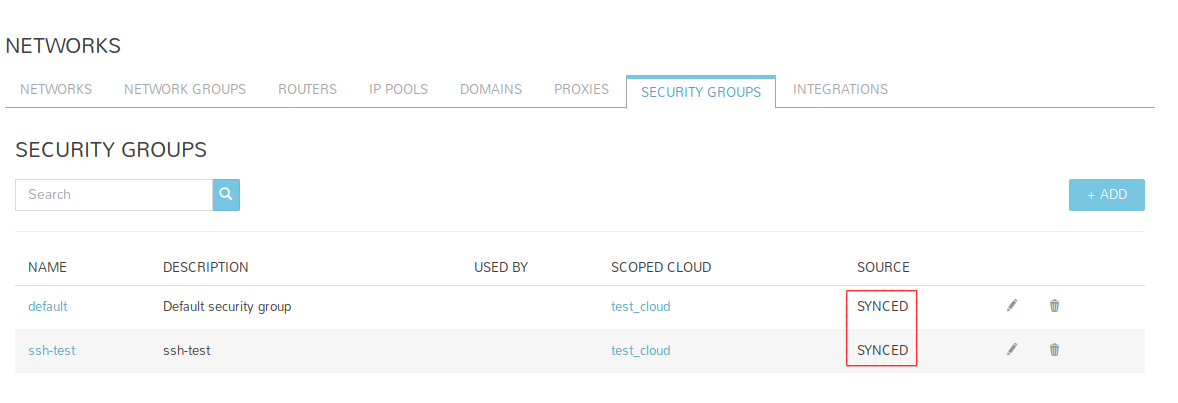 NETWORKS
NETWORKS NETWORK GROUPS ROUTERS IP POOLS DOMAINS PROXIES SECURITY GROUPS INTEGRATIONS
SECURITY GROUPS
Search
+ ADD
NAME DESCRIPTION USED BY SCOPED CLOUD SOURCE
default Default security group test_cloud SYNCED
ssh-test ssh-test test_cloud SYNCED